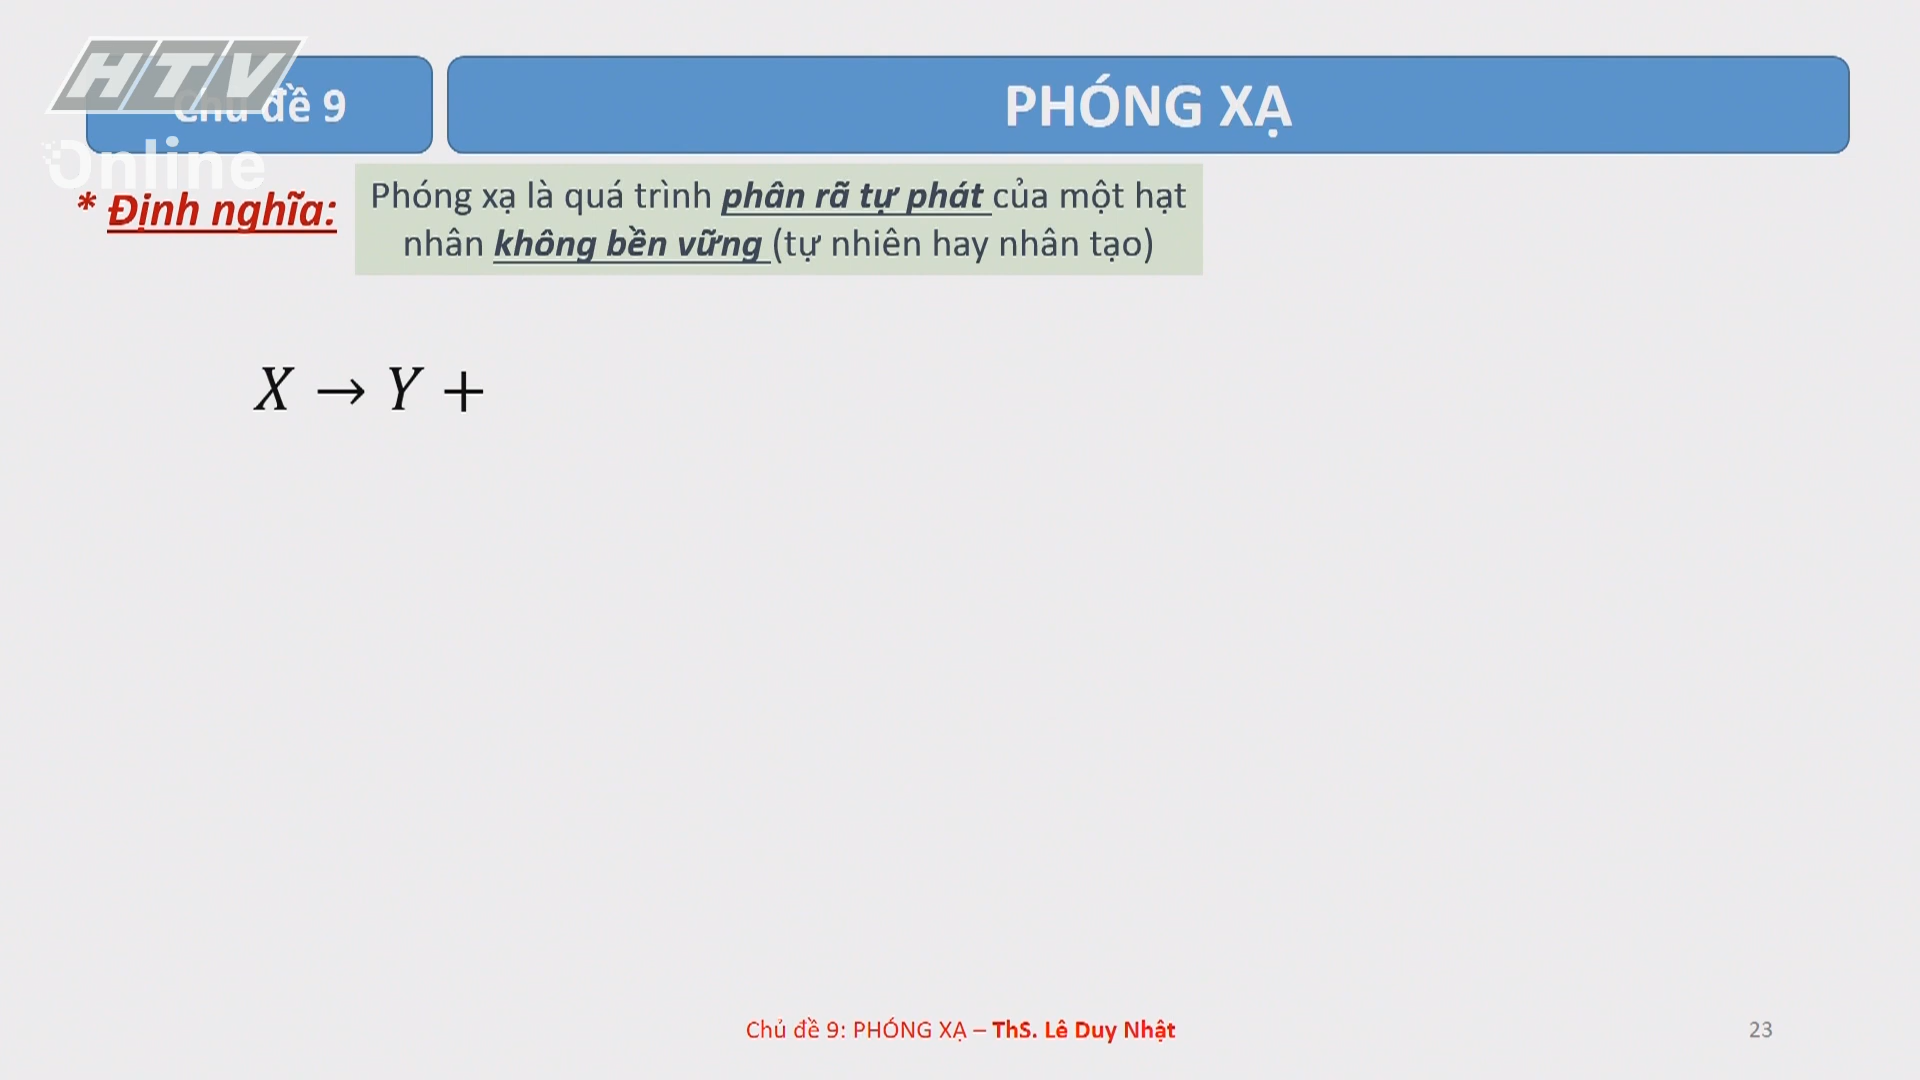 HTV
Online
Chủ đề 9
PHÓNG XẠ
* Định nghĩa:
Phóng xạ là quá trình phân rã tự phát của một hạt
nhân không bền vững (tự nhiên hay nhân tạo)
X → Y +
Chủ đề 9: PHÓNG XẠ – ThS. Lê Duy Nhật
23